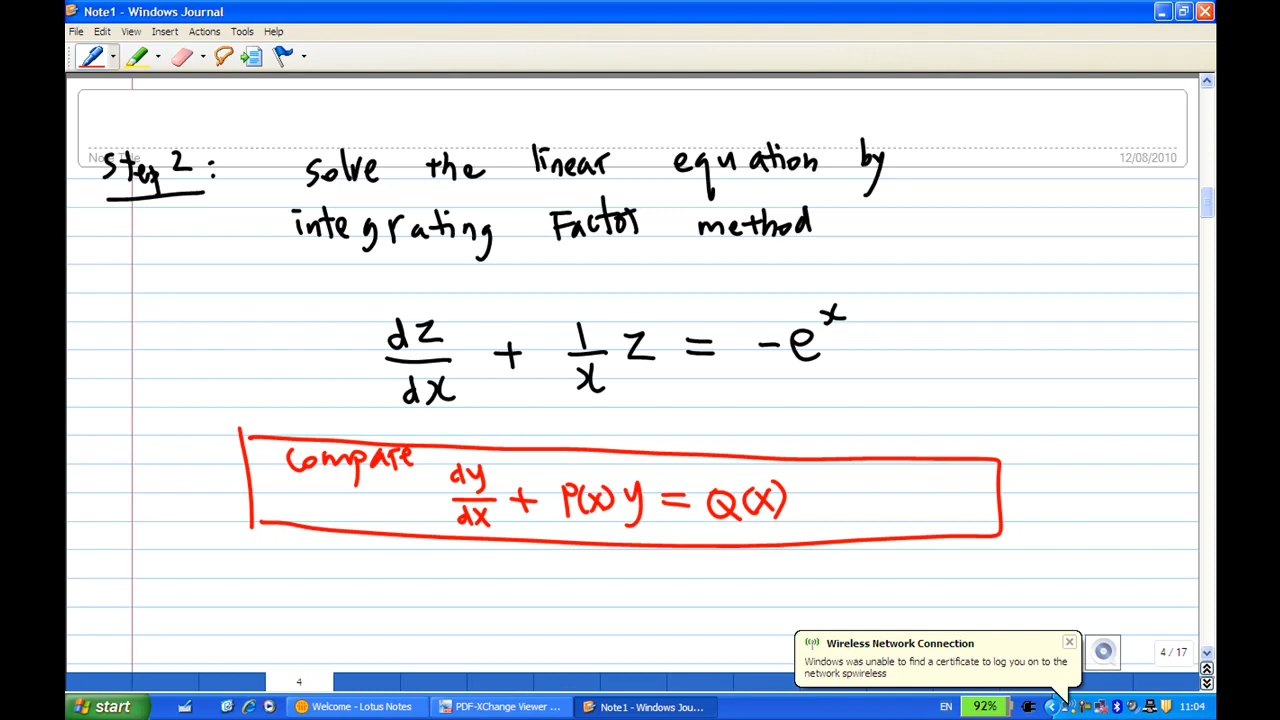 Note1 - Windows Journal
File Edit View Insert Actions Tools Help
Note Title
12/08/2010
Step 2: solve the linear equation by
integrating Factor method
dz/dx + 1/x z = -e^x
compare
dy/dx + P(x) y = Q(x)
Wireless Network Connection
Windows was unable to find a certificate to log you on to the
network spwireless
4 / 17
4
start
Welcome - Lotus Notes
PDF-XChange Viewer ...
Note1 - Windows Jou...
EN
92%
11:04